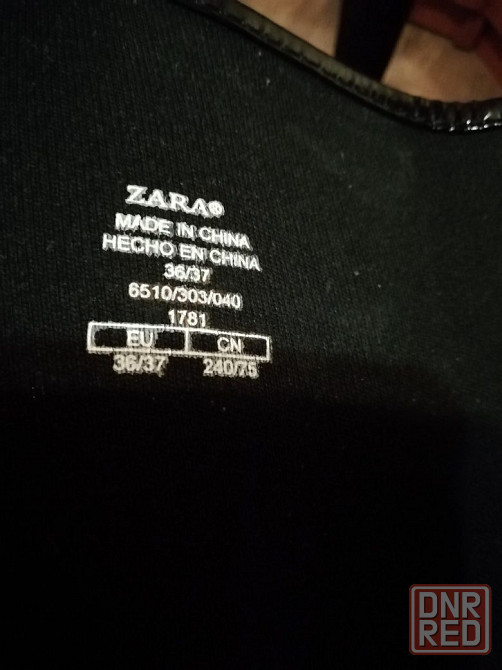 ZARA®
MADE IN CHINA
HECHO EN CHINA
36/37
6510/303/040
1781
EU CN
36/37 240/75
DNR
RED